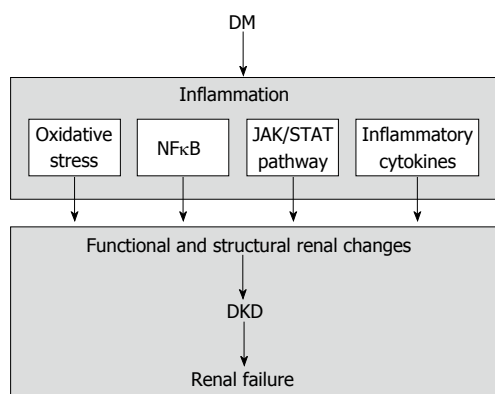 DM
Inflammation
Oxidative
stress
NFκB
JAK/STAT
pathway
Inflammatory
cytokines
Functional and structural renal changes
DKD
Renal failure